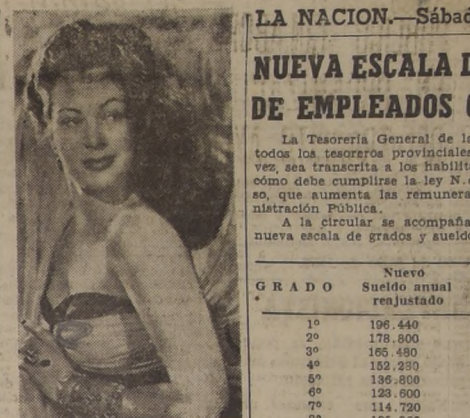 LA NACION.—Sábad
NUEVA ESCALA D
DE EMPLEADOS
La Tesorería General de la
todos los tesoreros provinciales
vez, sea transcrita a los habilit
cómo debe cumplirse la ley N.o
so, que aumenta las remunera
nistración Pública.
A la circular se acompaña
nueva escala de grados y sueldo
GRADO
Nuevo
Sueldo anual
reajustado
1º 196.440
2º 178.800
3º 165.480
4º 152.230
5º 136.800
6º 123.600
7º 114.720